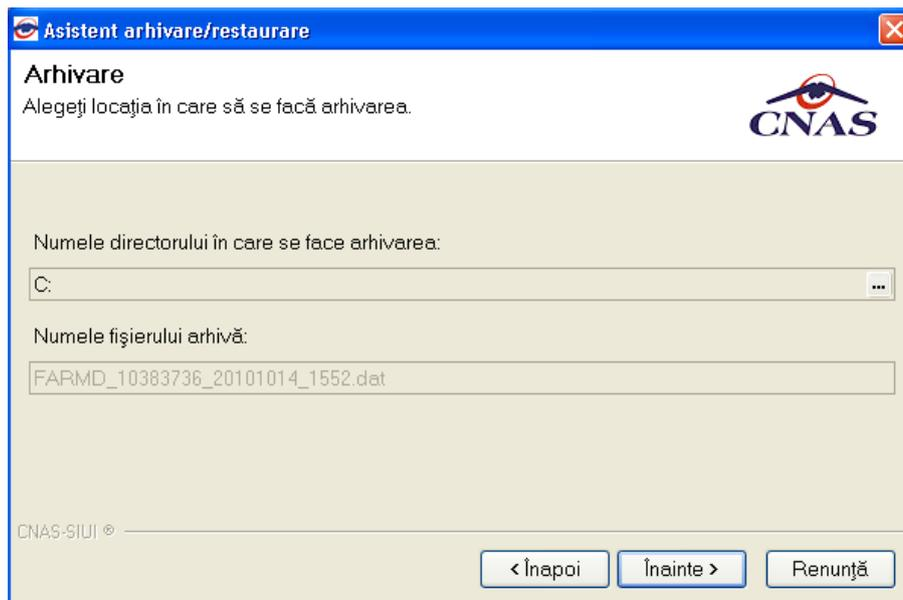 Asistent arhivare/restaurare
Arhivare
Alegeţi locaţia în care să se facă arhivarea.
CNAS
Numele directorului în care se face arhivarea:
C:
...
Numele fişierului arhivă:
FARMD_10383736_20101014_1552.dat
CNAS-SIUI ®
< Înapoi
Înainte >
Renunţă